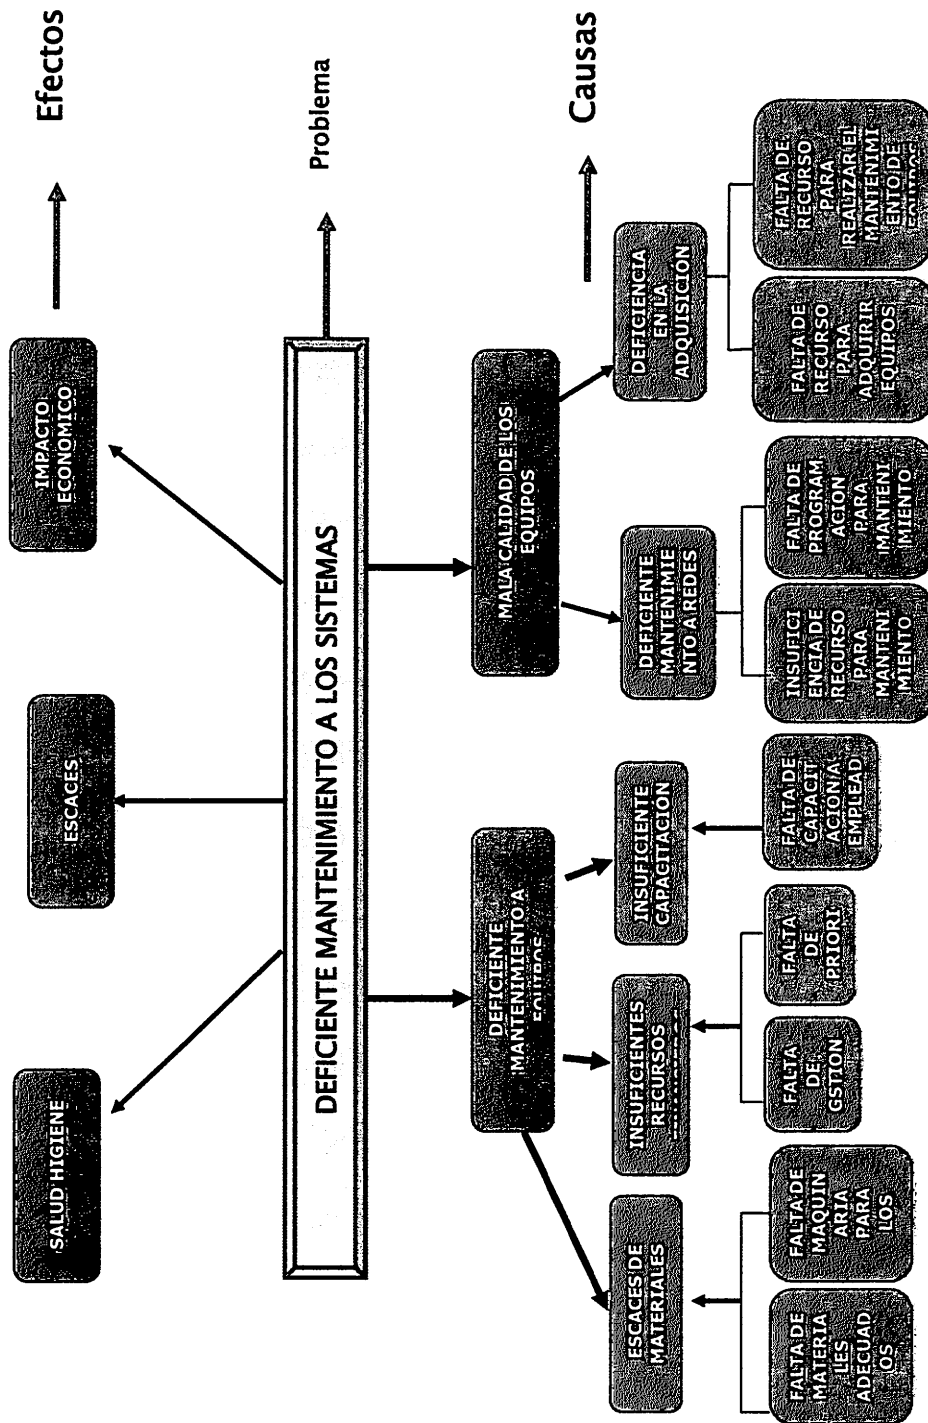 SALUD HIGIENE
ESCACES
IMPACTO
ECONOMICO
Efectos
DEFICIENTE MANTENIMIENTO A LOS SISTEMAS
Problema
DEFICIENTE
MANTENIMIENTO A
EQUIPOS
MALA CALIDAD DE LOS
EQUIPOS
Causas
ESCACES DE
MATERIALES
INSUFICIENTES
RECURSOS
INSUFICIENTE
CAPACITACION
DEFICIENTE
MANTENIMIE
NTO A REDES
DEFICIENCIA
EN LA
ADQUISICION
FALTA DE
MATERIA
LES
ADECUAD
OS
FALTA DE
MAQUIN
ARIA
PARA
LOS
FALTA
DE
GSTION
FALTA
DE
PRIORI
FALTA DE
CAPACIT
ACION AL
EMPLEAD
INSUFICI
ENCIA DE
RECURSO
PARA
MANTENI
MIENTO
FALTA DE
PROGRAM
ACION
PARA
MANTENI
MIENTO
FALTA DE
RECURSO
PARA
ADQUIRIR
EQUIPOS
FALTA DE
RECURSO
PARA
REALIZAR EL
MANTENIMI
ENTO DE